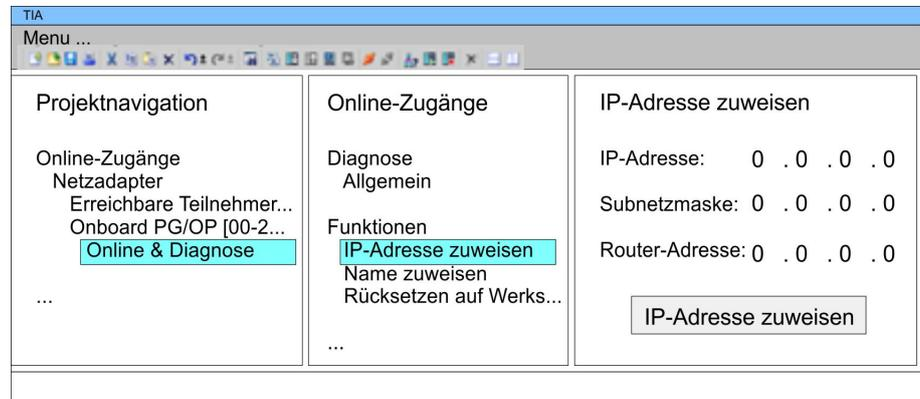 TIA
Menu ...
Projektnavigation
Online-Zugänge
Netzadapter
Erreichbare Teilnehmer...
Onboard PG/OP [00-2...
Online & Diagnose
...
Online-Zugänge
Diagnose
Allgemein
Funktionen
IP-Adresse zuweisen
Name zuweisen
Rücksetzen auf Werks...
...
IP-Adresse zuweisen
IP-Adresse: 0 .0 .0 .0
Subnetzmaske: 0 .0 .0 .0
Router-Adresse: 0 .0 .0 .0
IP-Adresse zuweisen